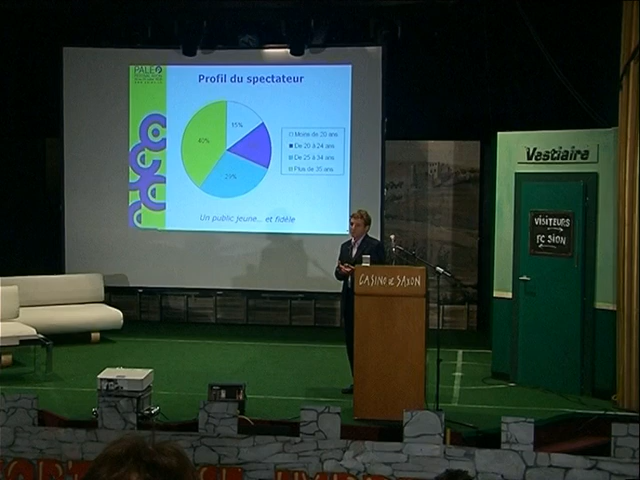 PALÉO
Profil du spectateur
15%
40%
Moins de 20 ans
De 20 à 24 ans
De 25 à 34 ans
Plus de 35 ans
Un public jeune... et fidèle
Vestiaire
VISITEURS
FC SION
CASINO DE SAXON